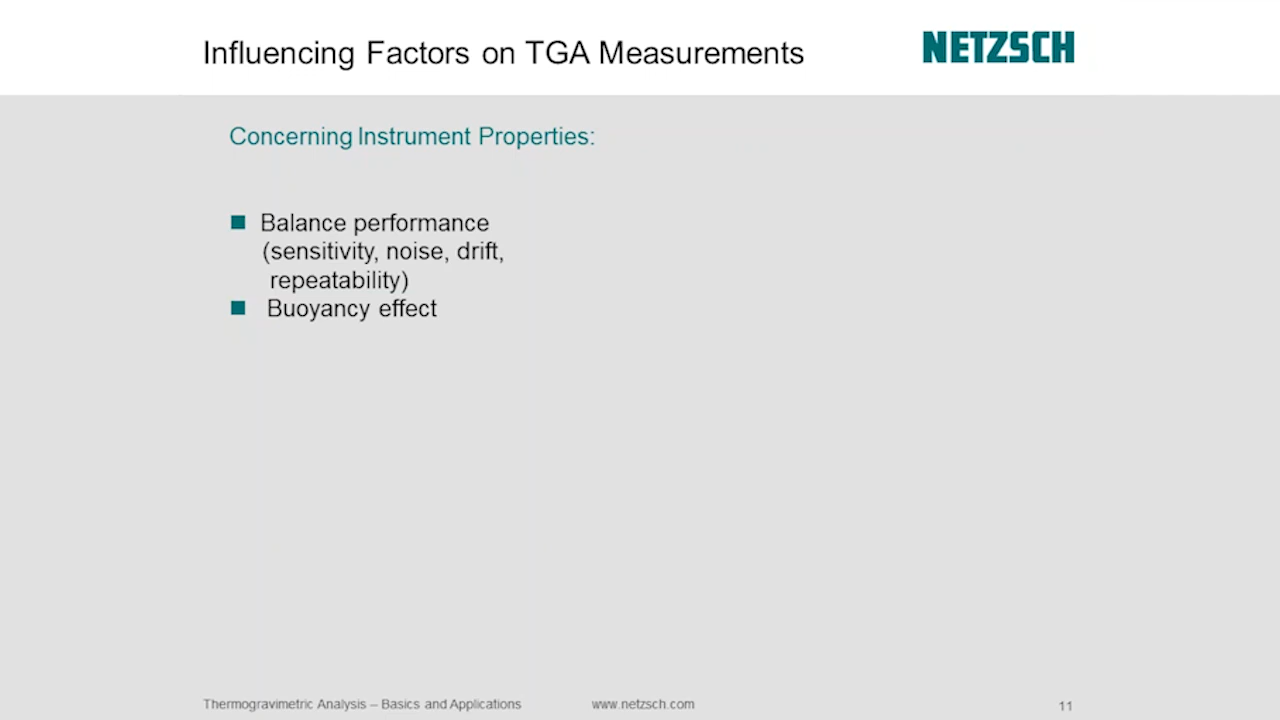 Influencing Factors on TGA Measurements
NETZSCH
Concerning Instrument Properties:
Balance performance
(sensitivity, noise, drift,
repeatability)
Buoyancy effect
Thermogravimetric Analysis – Basics and Applications
www.netzsch.com
11